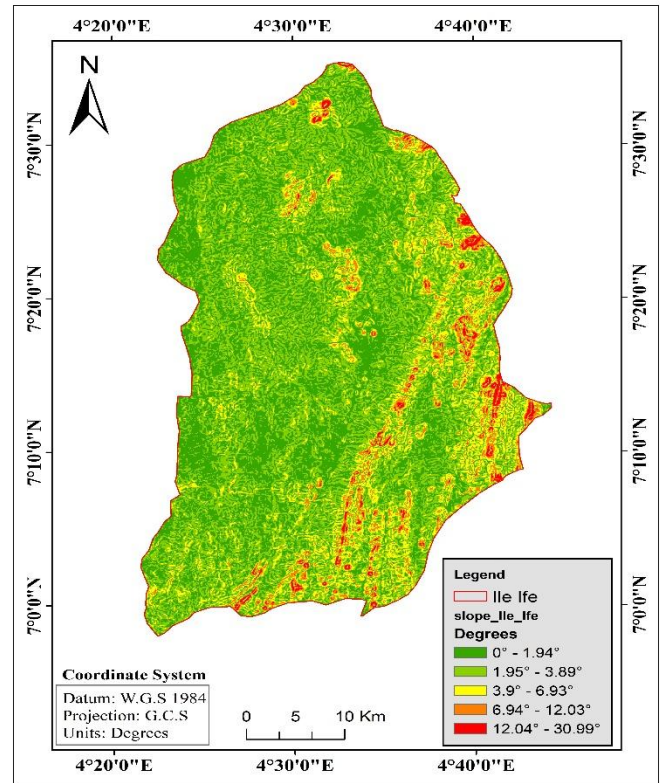 4°20'0"E 4°30'0"E 4°40'0"E
N
7°30'0"N 7°30'0"N
7°20'0"N 7°20'0"N
7°10'0"N 7°10'0"N
7°0'0"N 7°0'0"N
Legend
Ile Ife
slope_Ile_Ife
Degrees
0° - 1.94°
1.95° - 3.89°
3.9° - 6.93°
6.94° - 12.03°
12.04° - 30.99°
Coordinate System
Datum: W.G.S 1984
Projection: G.C.S
Units: Degrees
0 5 10 Km
4°20'0"E 4°30'0"E 4°40'0"E